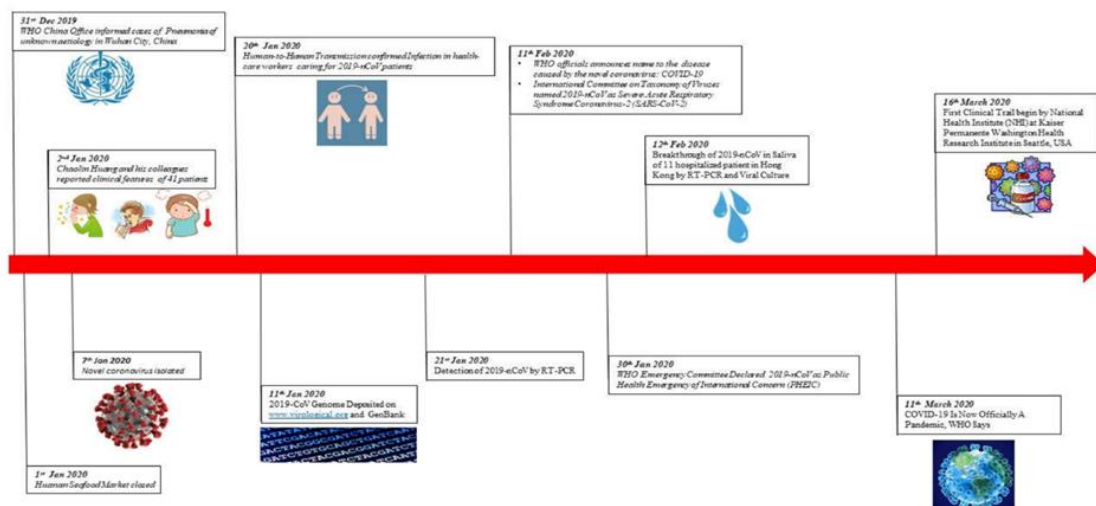 31st Dec 2019
WHO China Office informed cases of Pneumonia of
unknown aetiology in Wuhan City, China
2nd Jan 2020
Chaolin Huang and his colleagues
reported clinical features of 41 patients
20th Jan 2020
Human-to-Human Transmission confirmed Infection in health-
care workers caring for 2019-nCoV patients
11th Feb 2020
• WHO officials announces name to the disease
caused by the novel coronavirus: COVID-19
• International Committee on Taxonomy of Viruses
named 2019-nCoV as Severe Acute Respiratory
Syndrome Coronavirus-2 (SARS-CoV-2)
12th Feb 2020
Breakthrough of 2019-nCoV in Saliva
of 11 hospitalized patient in Hong
Kong by RT-PCR and Viral Culture
16th March 2020
First Clinical Trail begin by National
Health Institute (NHI) at Kaiser
Permanente Washington Health
Research Institute in Seattle, USA
7th Jan 2020
Novel coronavirus isolated
1st Jan 2020
Huanan Seafood Market closed
11th Jan 2020
2019-CoV Genome Deposited on
www.virological.org and GenBank
21st Jan 2020
Detection of 2019-nCoV by RT-PCR
30th Jan 2020
WHO Emergency Committee Declared 2019-nCoV as Public
Health Emergency of International Concern (PHEIC)
11th March 2020
COVID-19 Is Now Officially A
Pandemic, WHO Says